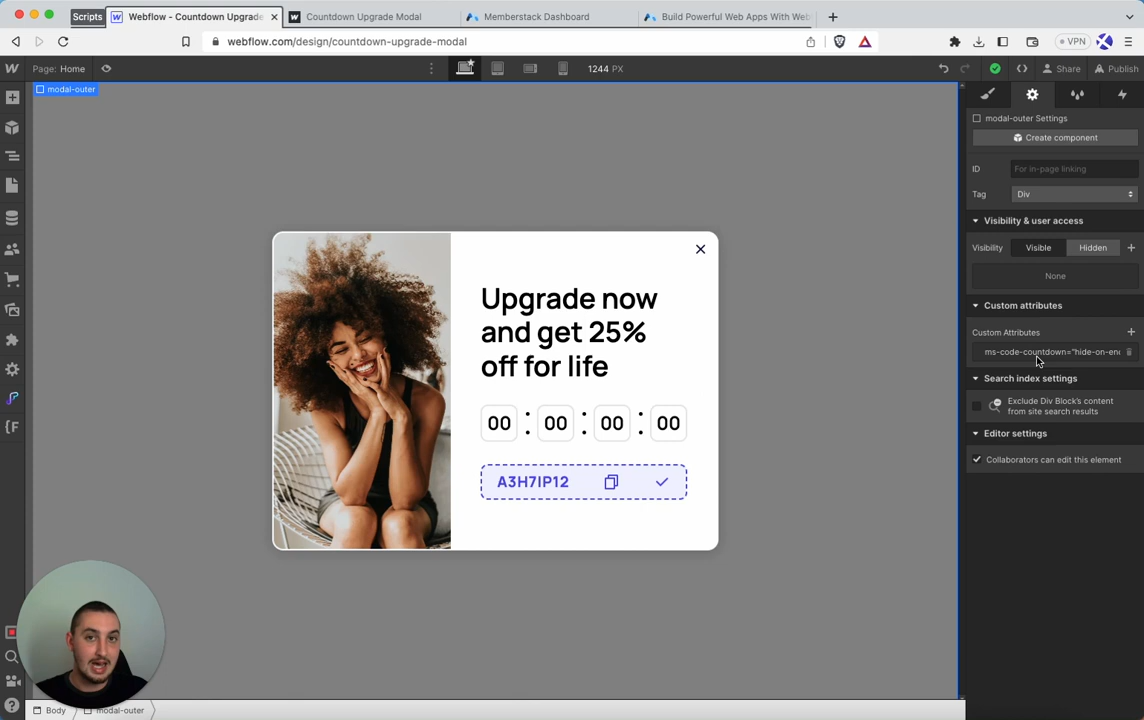 Scripts
Webflow - Countdown Upgrade
Countdown Upgrade Modal
Memberstack Dashboard
Build Powerful Web Apps With Web
webflow.com/design/countdown-upgrade-modal
VPN
Page: Home
1244 PX
Share
Publish
modal-outer
modal-outer Settings
Create component
ID
For in-page linking
Tag
Div
Visibility & user access
Visibility
Visible
Hidden
None
Custom attributes
Custom Attributes
ms-code-countdown="hide-on-en
Search index settings
Exclude Div Block's content
from site search results
Editor settings
Collaborators can edit this element
Upgrade now
and get 25%
off for life
00 : 00 : 00 : 00
A3H7IP12
Body
modal-outer